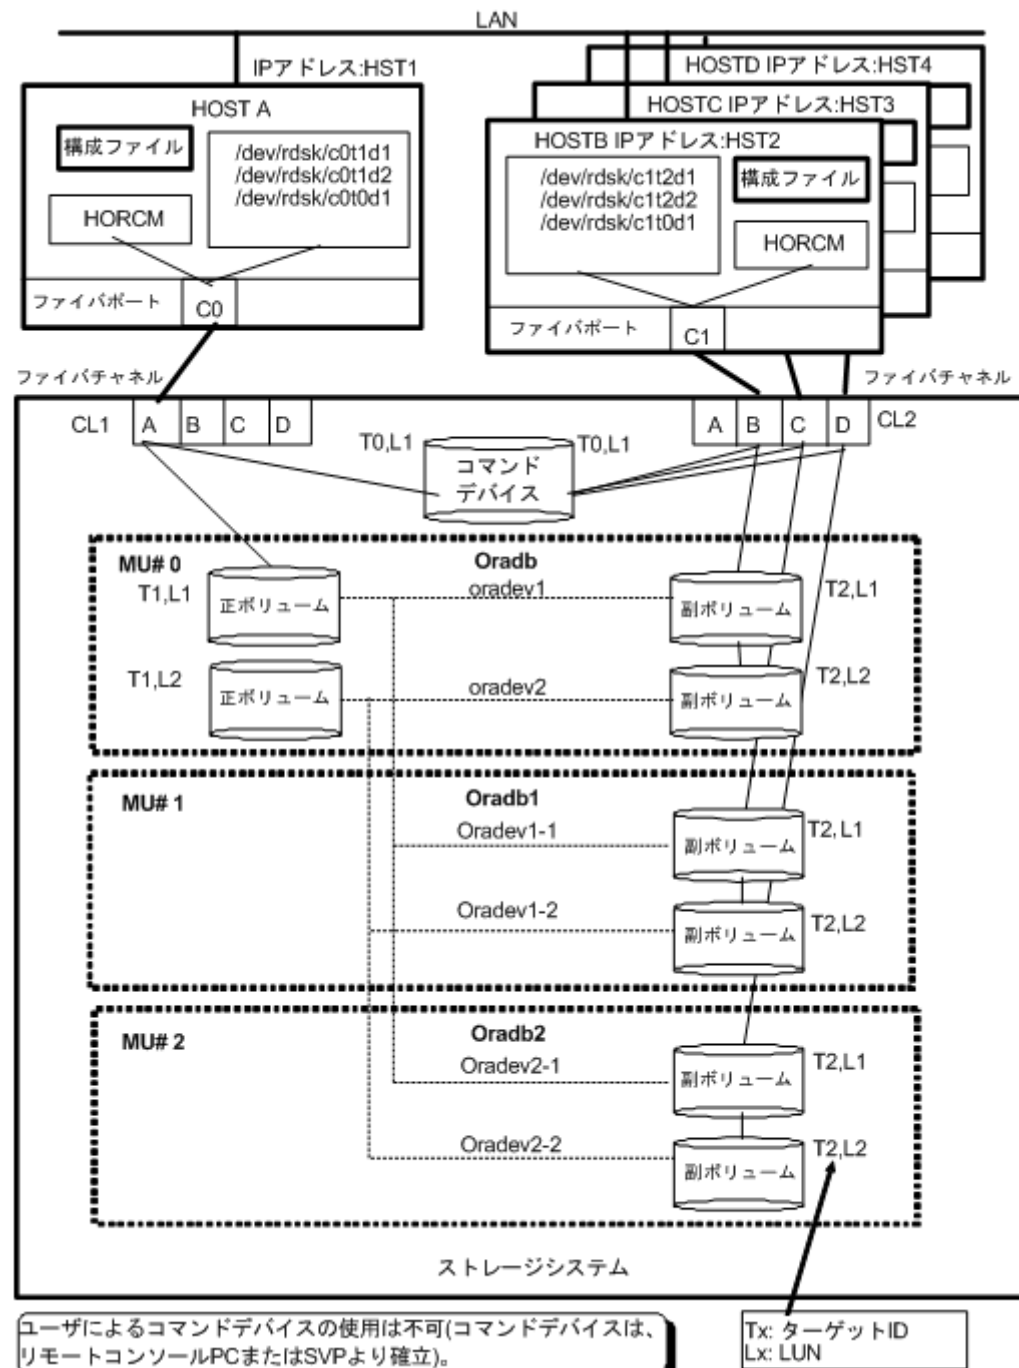 LAN
IPアドレス:HST1
HOST A
構成ファイル
/dev/rdsk/c0t1d1
/dev/rdsk/c0t1d2
/dev/rdsk/c0t0d1
HORCM
ファイバポート
C0
HOSTD IPアドレス:HST4
HOSTC IPアドレス:HST3
HOSTB IPアドレス:HST2
/dev/rdsk/c1t2d1
/dev/rdsk/c1t2d2
/dev/rdsk/c1t0d1
構成ファイル
HORCM
ファイバポート
C1
ファイバチャネル
ファイバチャネル
CL1
A
B
C
D
T0,L1
コマンド
デバイス
T0,L1
A
B
C
D
CL2
MU# 0
Oradb
T1,L1
正ボリューム
oradev1
副ボリューム
T2,L1
T1,L2
正ボリューム
oradev2
副ボリューム
T2,L2
MU# 1
Oradb1
Oradev1-1
副ボリューム
T2,L1
Oradev1-2
副ボリューム
T2,L2
MU# 2
Oradb2
Oradev2-1
副ボリューム
T2,L1
Oradev2-2
副ボリューム
T2,L2
ストレージシステム
ユーザによるコマンドデバイスの使用は不可(コマンドデバイスは、
リモートコンソールPCまたはSVPより確立)。
Tx: ターゲットID
Lx: LUN